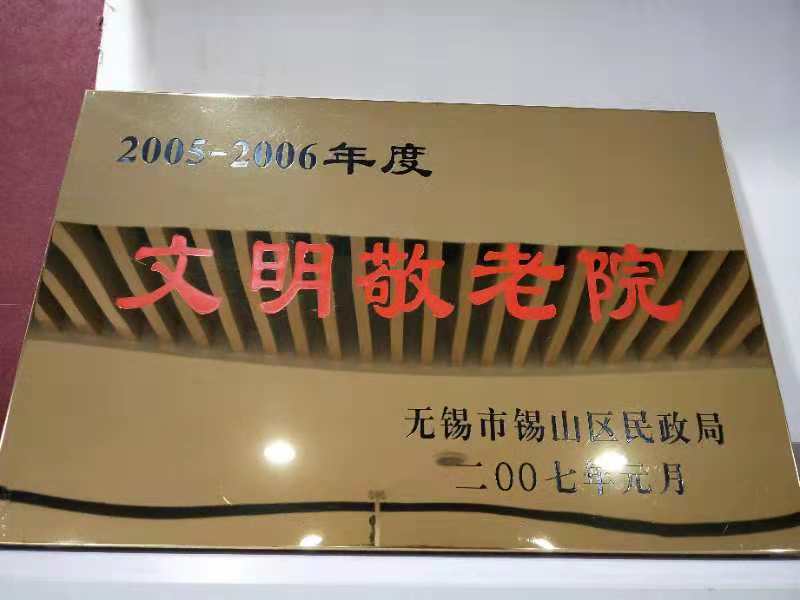 2005-2006年度
文明敬老院
无锡市锡山区民政局
二00七年元月